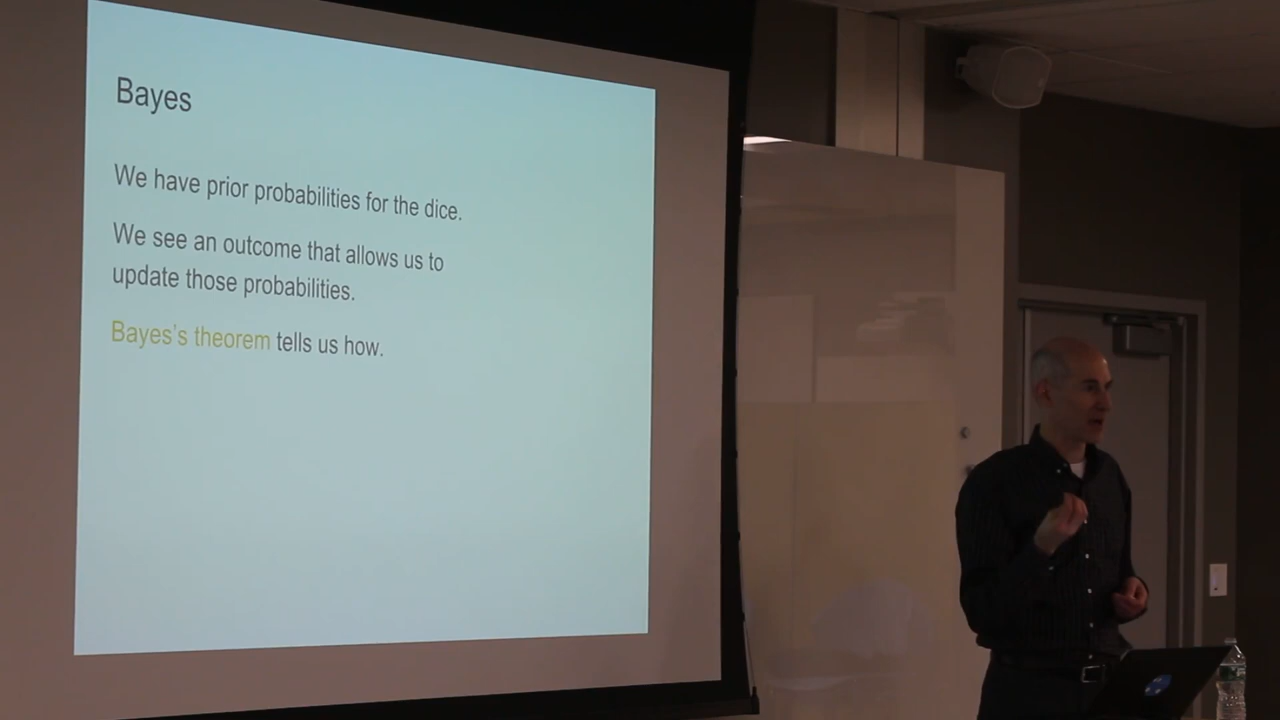 Bayes
We have prior probabilities for the dice.
We see an outcome that allows us to
update those probabilities.
Bayes's theorem tells us how.